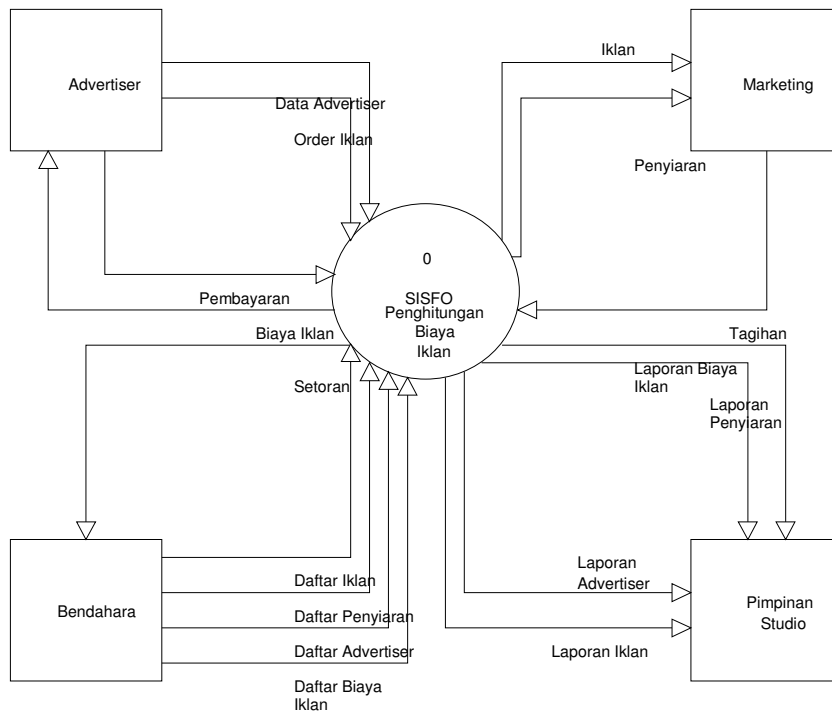 Iklan
Advertiser
Marketing
Data Advertiser
Order Iklan
Penyiaran
0
SISFO
Penghitungan
Biaya
Iklan
Pembayaran
Biaya Iklan
Tagihan
Setoran
Laporan Biaya
Iklan
Laporan
Penyiaran
Laporan
Advertiser
Daftar Iklan
Bendahara
Pimpinan
Studio
Daftar Penyiaran
Daftar Advertiser
Laporan Iklan
Daftar Biaya
Iklan